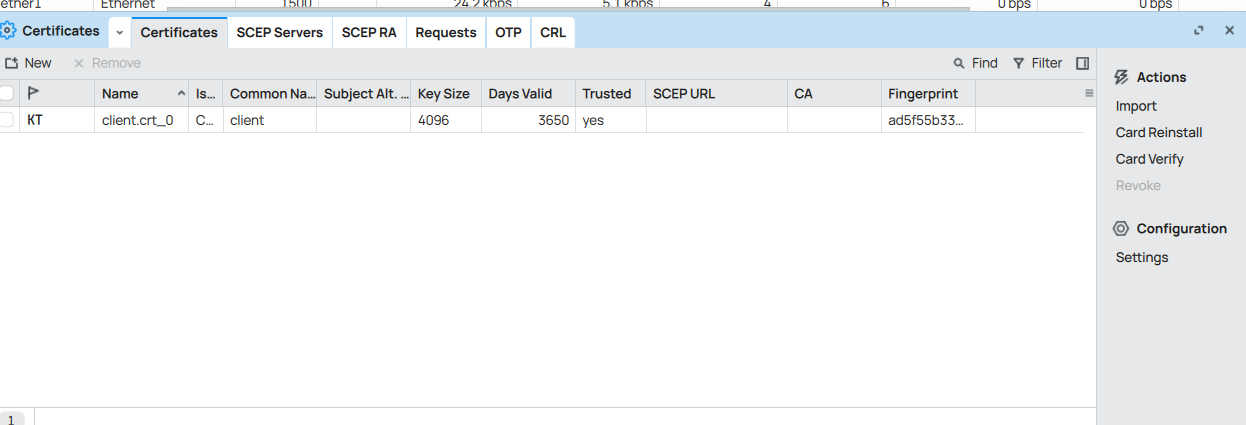 ether1 Ethernet 1500 24.2 kbps 5.1 kbps 4 6 0 bps 0 bps
Certificates Certificates SCEP Servers SCEP RA Requests OTP CRL
New Remove Find Filter
Name Is... Common Na... Subject Alt. ... Key Size Days Valid Trusted SCEP URL CA Fingerprint
KT client.crt_0 C... client 4096 3650 yes ad5f55b33...
Actions
Import
Card Reinstall
Card Verify
Revoke
Configuration
Settings
1